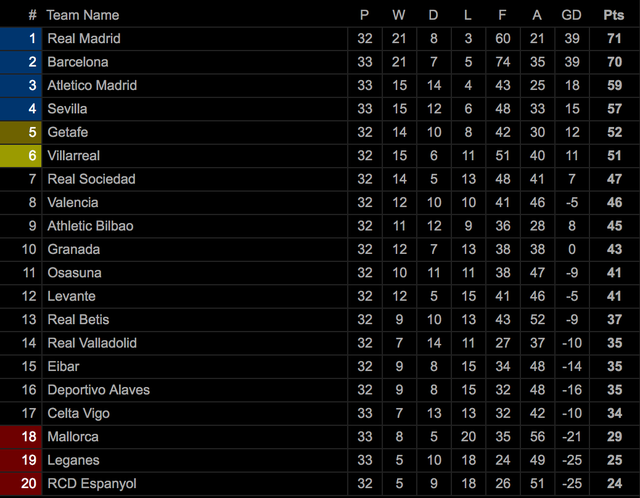 # Team Name P W D L F A GD Pts
1 Real Madrid 32 21 8 3 60 21 39 71
2 Barcelona 33 21 7 5 74 35 39 70
3 Atletico Madrid 33 15 14 4 43 25 18 59
4 Sevilla 33 15 12 6 48 33 15 57
5 Getafe 32 14 10 8 42 30 12 52
6 Villarreal 32 15 6 11 51 40 11 51
7 Real Sociedad 32 14 5 13 48 41 7 47
8 Valencia 32 12 10 10 41 46 -5 46
9 Athletic Bilbao 32 11 12 9 36 28 8 45
10 Granada 32 12 7 13 38 38 0 43
11 Osasuna 32 10 11 11 38 47 -9 41
12 Levante 32 12 5 15 41 46 -5 41
13 Real Betis 32 9 10 13 43 52 -9 37
14 Real Valladolid 32 7 14 11 27 37 -10 35
15 Eibar 32 9 8 15 34 48 -14 35
16 Deportivo Alaves 32 9 8 15 32 48 -16 35
17 Celta Vigo 33 7 13 13 32 42 -10 34
18 Mallorca 33 8 5 20 35 56 -21 29
19 Leganes 33 5 10 18 24 49 -25 25
20 RCD Espanyol 32 5 9 18 26 51 -25 24